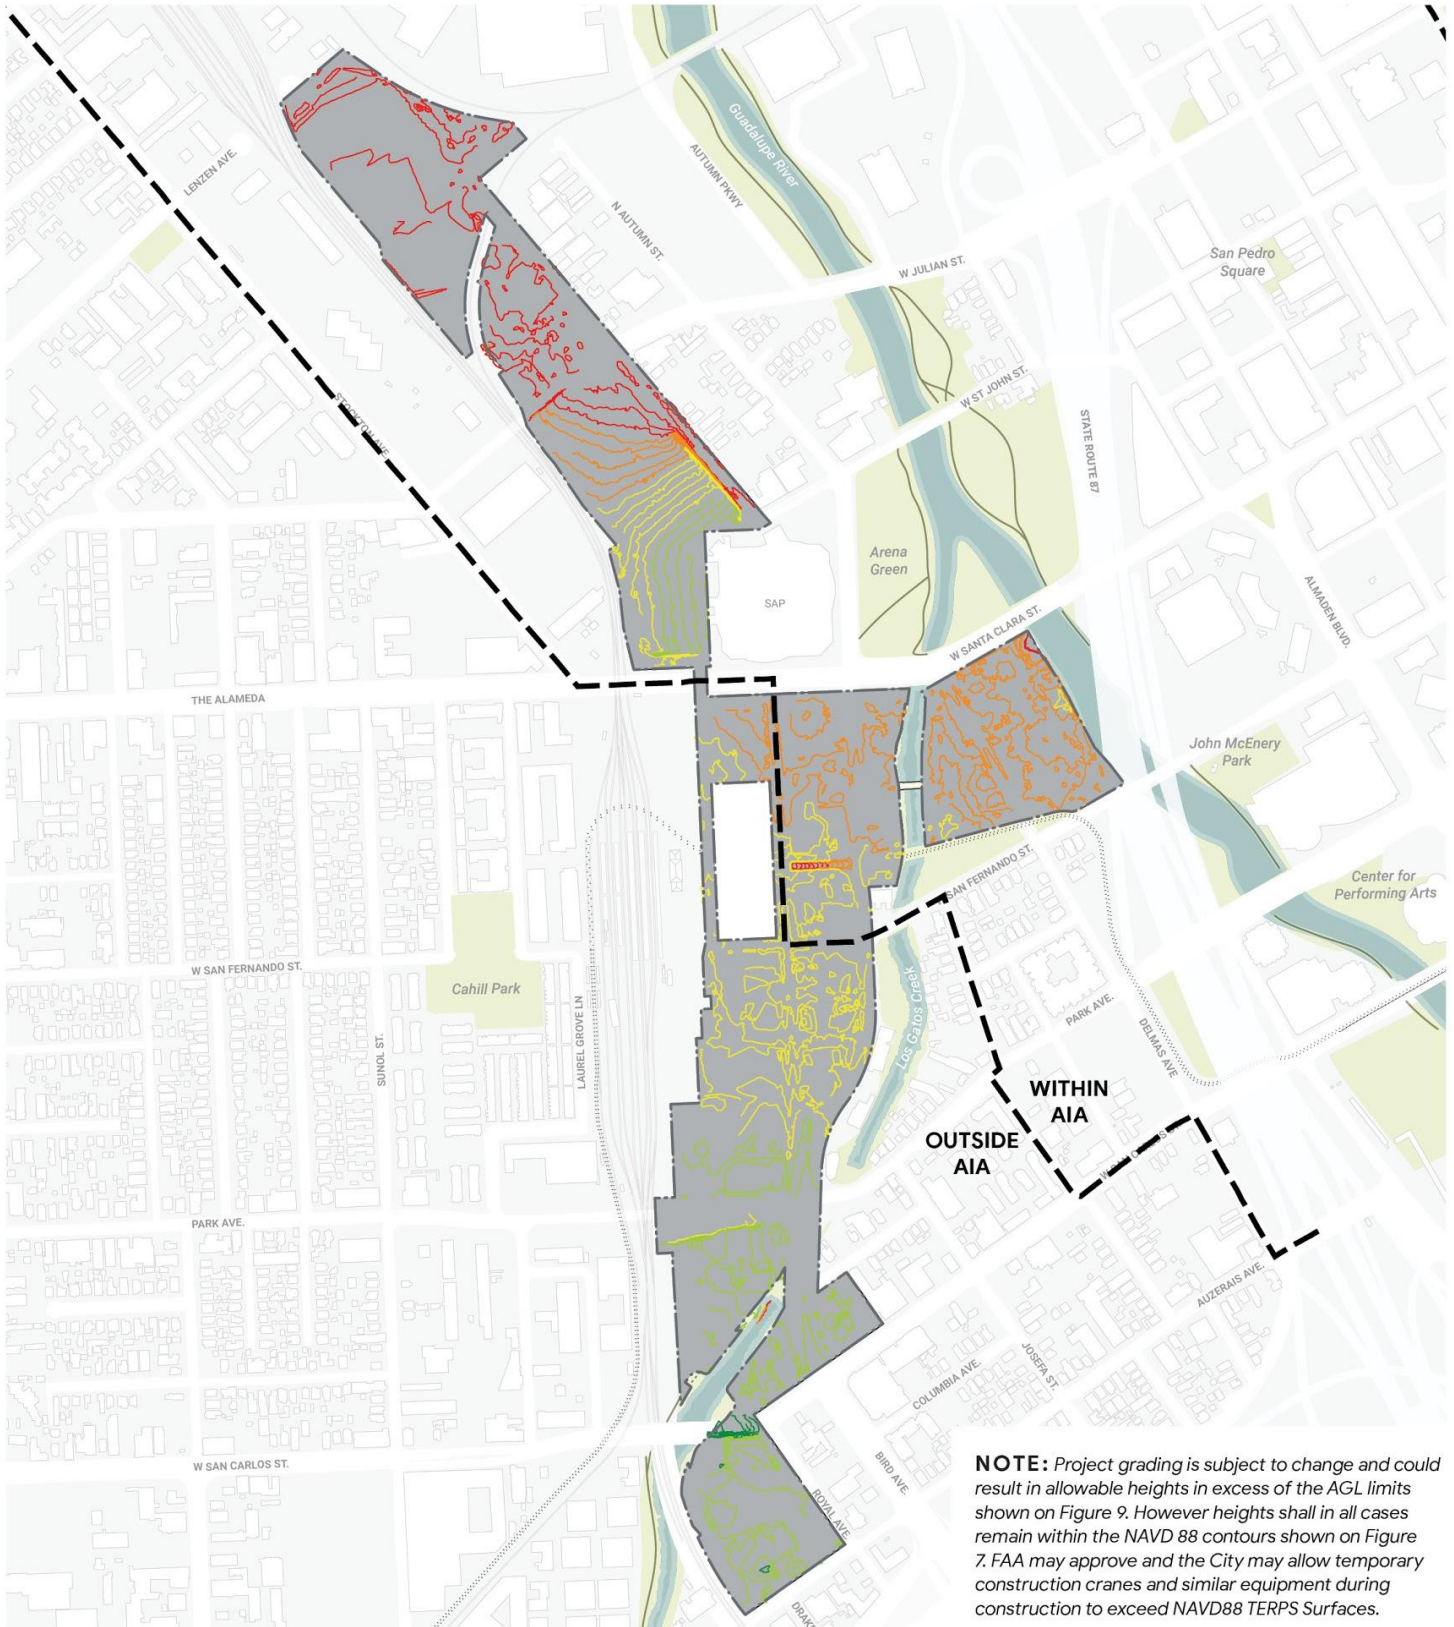 Guadalupe River
LENZEN AVE.
AUTUMN PKWY
N AUTUMN ST.
San Pedro
Square
W JULIAN ST.
W ST JOHN ST.
STOCKTON AVE.
STATE ROUTE 87
Arena
Green
ALMADEN BLVD.
SAP
W SANTA CLARA ST.
THE ALAMEDA
John McEnery
Park
SAN FERNANDO ST.
Center for
Performing Arts
W SAN FERNANDO ST.
Cahill Park
Los Gatos Creek
LAUREL GROVE LN
SUNOL ST.
PARK AVE.
DELMAS AVE
WITHIN
AIA
OUTSIDE
AIA
PARK AVE.
AUZERAIS AVE.
JOSEFA ST.
COLUMBIA AVE.
BIRD AVE.
W SAN CARLOS ST.
ROYAL AVE.
NOTE: Project grading is subject to change and could
result in allowable heights in excess of the AGL limits
shown on Figure 9. However heights shall in all cases
remain within the NAVD 88 contours shown on Figure
7. FAA may approve and the City may allow temporary
construction cranes and similar equipment during
construction to exceed NAVD88 TERPS Surfaces.